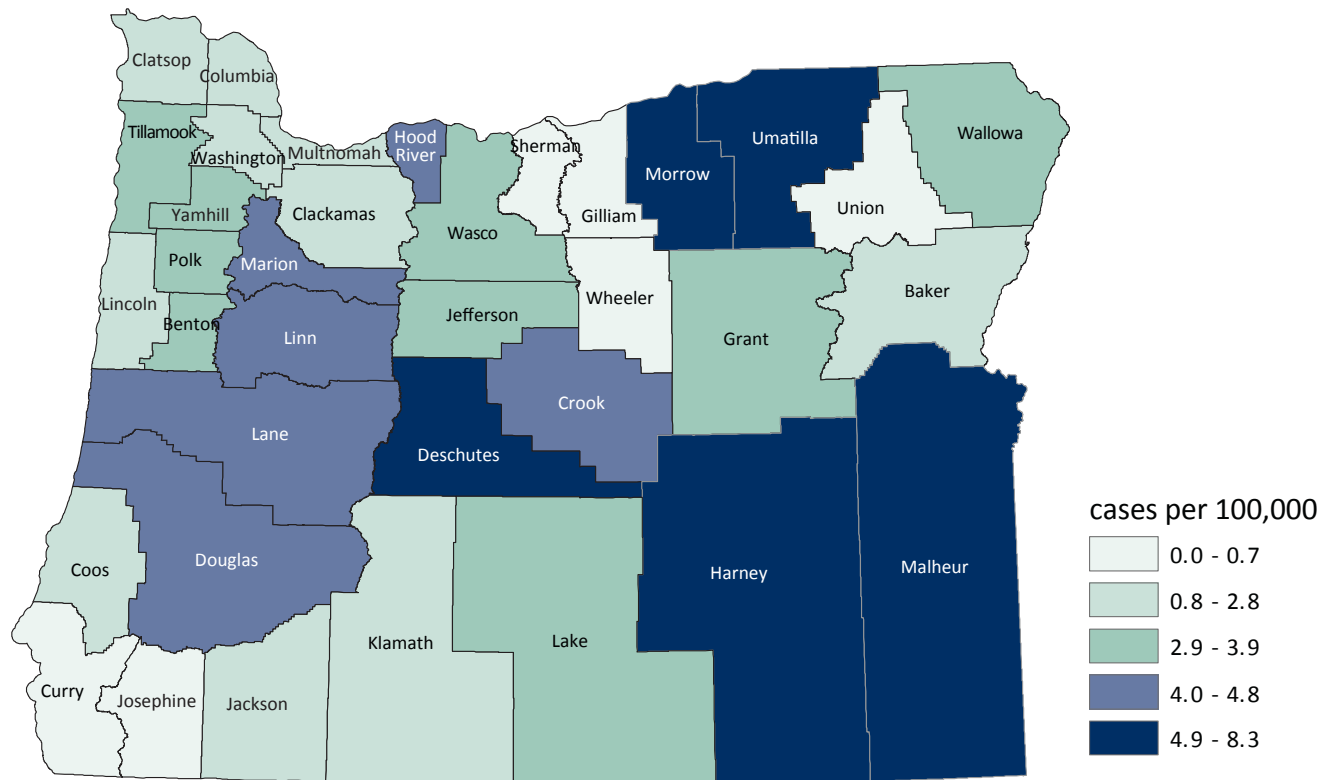 Clatsop
Columbia
Tillamook
Washington
Multnomah
Hood
River
Sherman
Umatilla
Wallowa
Morrow
Gilliam
Union
Yamhill
Clackamas
Wasco
Polk
Marion
Lincoln
Benton
Wheeler
Baker
Jefferson
Linn
Grant
Crook
Lane
Deschutes
Douglas
Coos
Harney
Malheur
Klamath
Lake
Curry
Josephine
Jackson
cases per 100,000
0.0 - 0.7
0.8 - 2.8
2.9 - 3.9
4.0 - 4.8
4.9 - 8.3